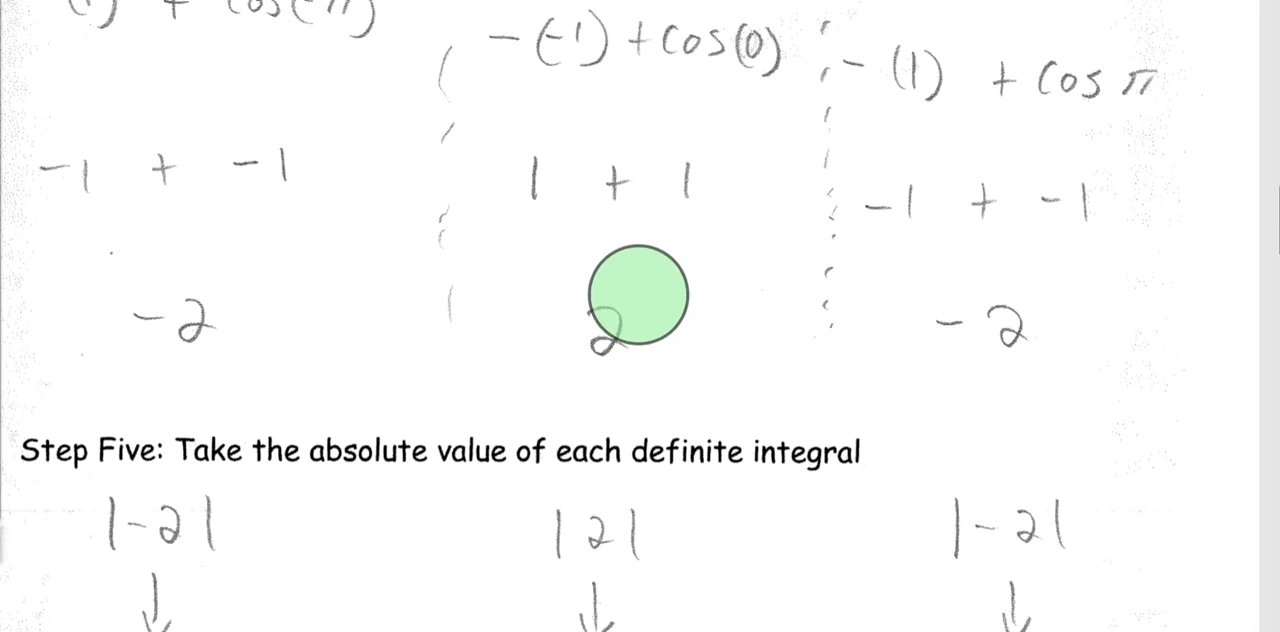 -(-1) + cos(0)
-(1) + cos π
-1 + -1
1 + 1
-1 + -1
-2
2
-2
Step Five: Take the absolute value of each definite integral
|-2|
|2|
|-2|